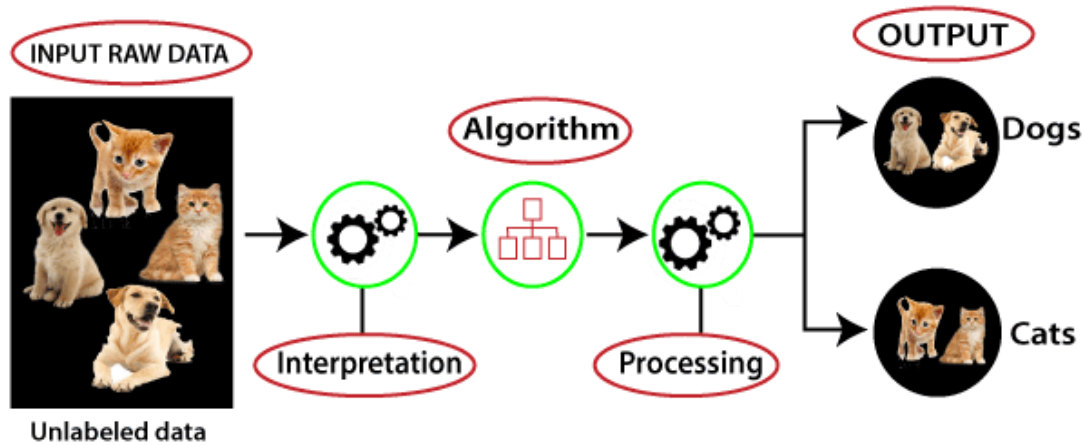 INPUT RAW DATA
Unlabeled data
Interpretation
Algorithm
Processing
OUTPUT
Dogs
Cats